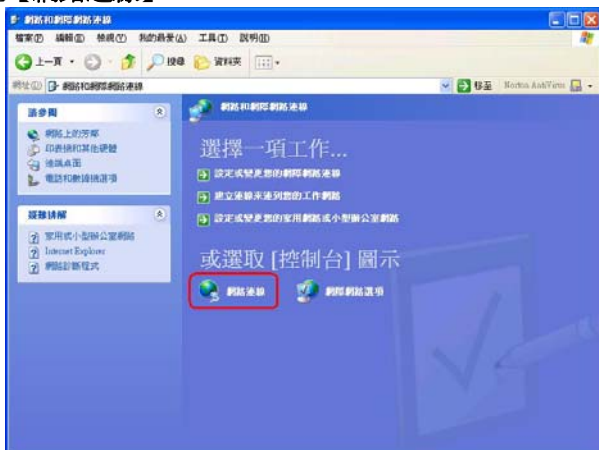 網路和網際網路連線
檔案(F) 編輯(E) 檢視(V) 我的最愛(A) 工具(T) 說明(H)
上一頁 搜尋 資料夾
網址(D) 網路和網際網路連線 移至 Norton AntiVirus
請參閱
網路上的芳鄰
印表機和其他硬體
遠端桌面
電話和數據機選項
疑難排解
家用或小型辦公室網路
Internet Explorer
網路診斷程式
網路和網際網路連線
選擇一項工作...
設定或變更您的網際網路連線
建立連線來連到您的工作網路
設定或變更您的家用網路或小型辦公室網路
或選取 [控制台] 圖示
網路連線 網際網路選項